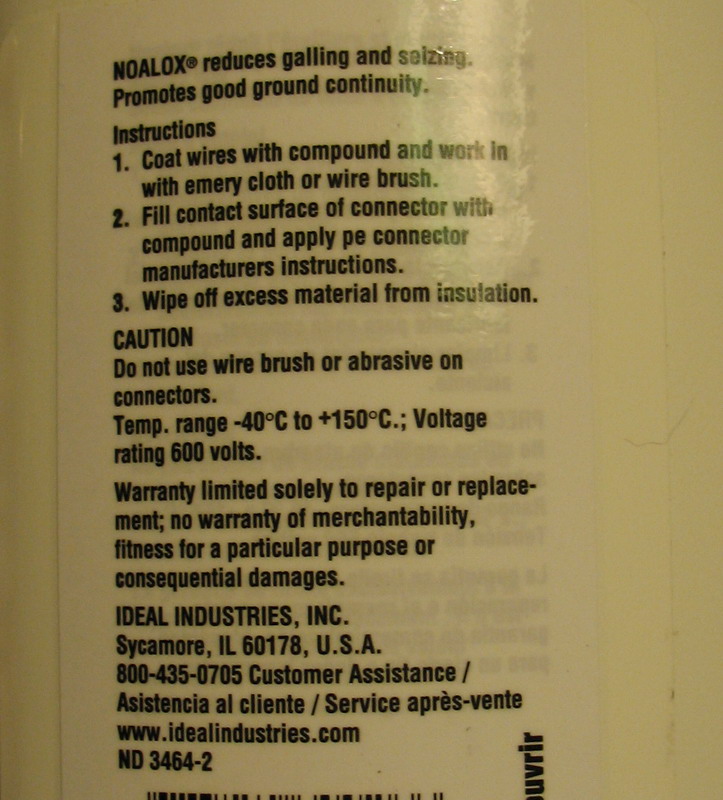 NOALOX® reduces galling and seizing.
Promotes good ground continuity.
Instructions
1. Coat wires with compound and work in
with emery cloth or wire brush.
2. Fill contact surface of connector with
compound and apply pe connector
manufacturers instructions.
3. Wipe off excess material from insulation.
CAUTION
Do not use wire brush or abrasive on
connectors.
Temp. range -40°C to +150°C.; Voltage
rating 600 volts.
Warranty limited solely to repair or replace-
ment; no warranty of merchantability,
fitness for a particular purpose or
consequential damages.
IDEAL INDUSTRIES, INC.
Sycamore, IL 60178, U.S.A.
800-435-0705 Customer Assistance /
Asistencia al cliente / Service après-vente
www.idealindustries.com
ND 3464-2